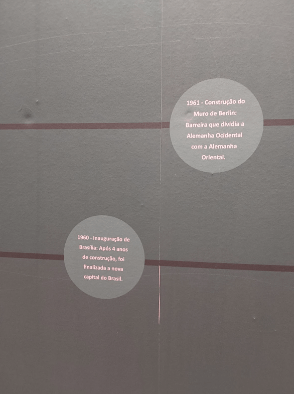 1961 - Construção do
Muro de Berlin:
Barreira que dividia a
Alemanha Ocidental
com a Alemanha
Oriental.
1960 - Inauguração de
Brasília: Após 4 anos
de construção, foi
finalizada a nova
capital do Brasil.